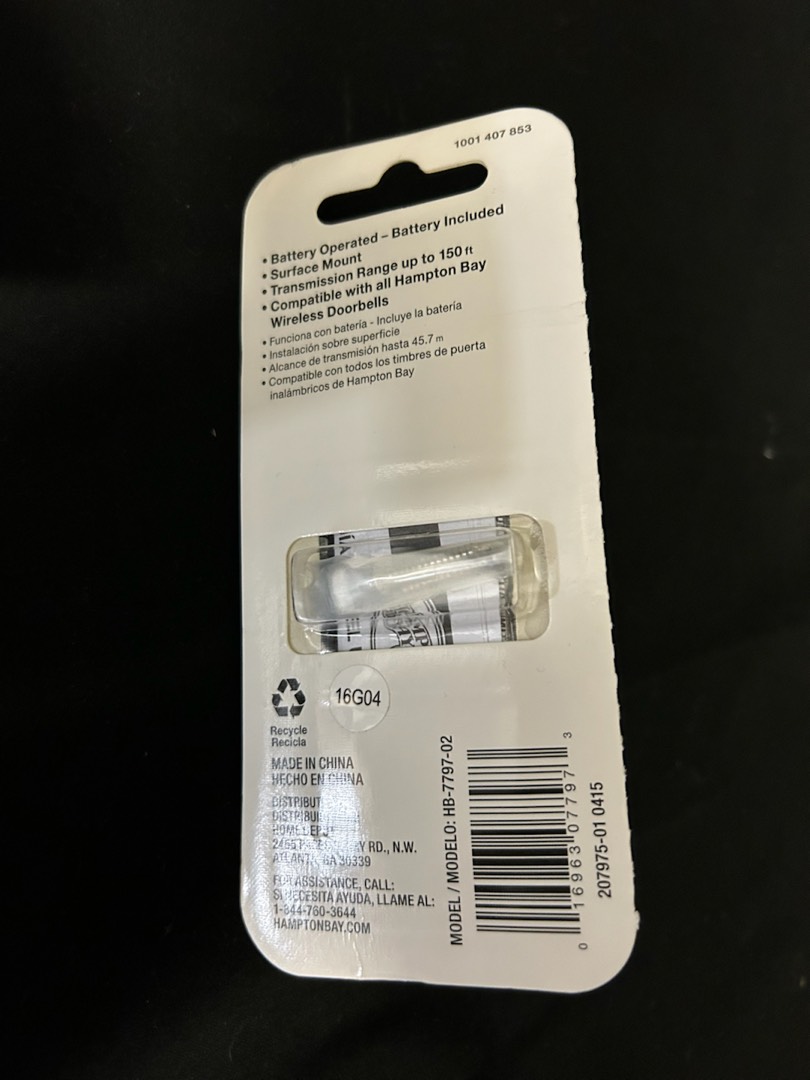 1001 407 853
• Battery Operated – Battery Included
• Surface Mount
• Transmission Range up to 150 ft
• Compatible with all Hampton Bay
Wireless Doorbells
• Funciona con batería - Incluye la batería
• Instalación sobre superficie
• Alcance de transmisión hasta 45.7 m
• Compatible con todos los timbres de puerta
inalámbricos de Hampton Bay
16G04
Recycle
Recicla
MADE IN CHINA
HECHO EN CHINA
HOME DEPOT
RD., N.W.
ATLANTA, GA 30339
FOR ASSISTANCE, CALL:
SI NECESITA AYUDA, LLAME AL:
1-844-760-3644
HAMPTONBAY.COM
MODEL / MODELO: HB-7797-02
0 16963 07797 3
207975-01 0415